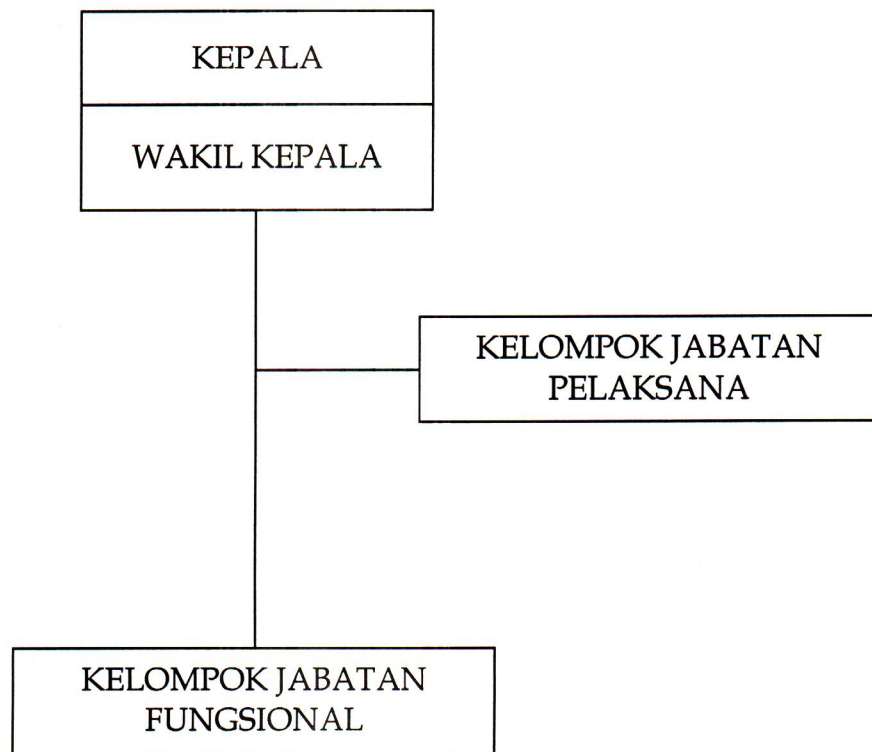 KEPALA
WAKIL KEPALA
KELOMPOK JABATAN
PELAKSANA
KELOMPOK JABATAN
FUNGSIONAL